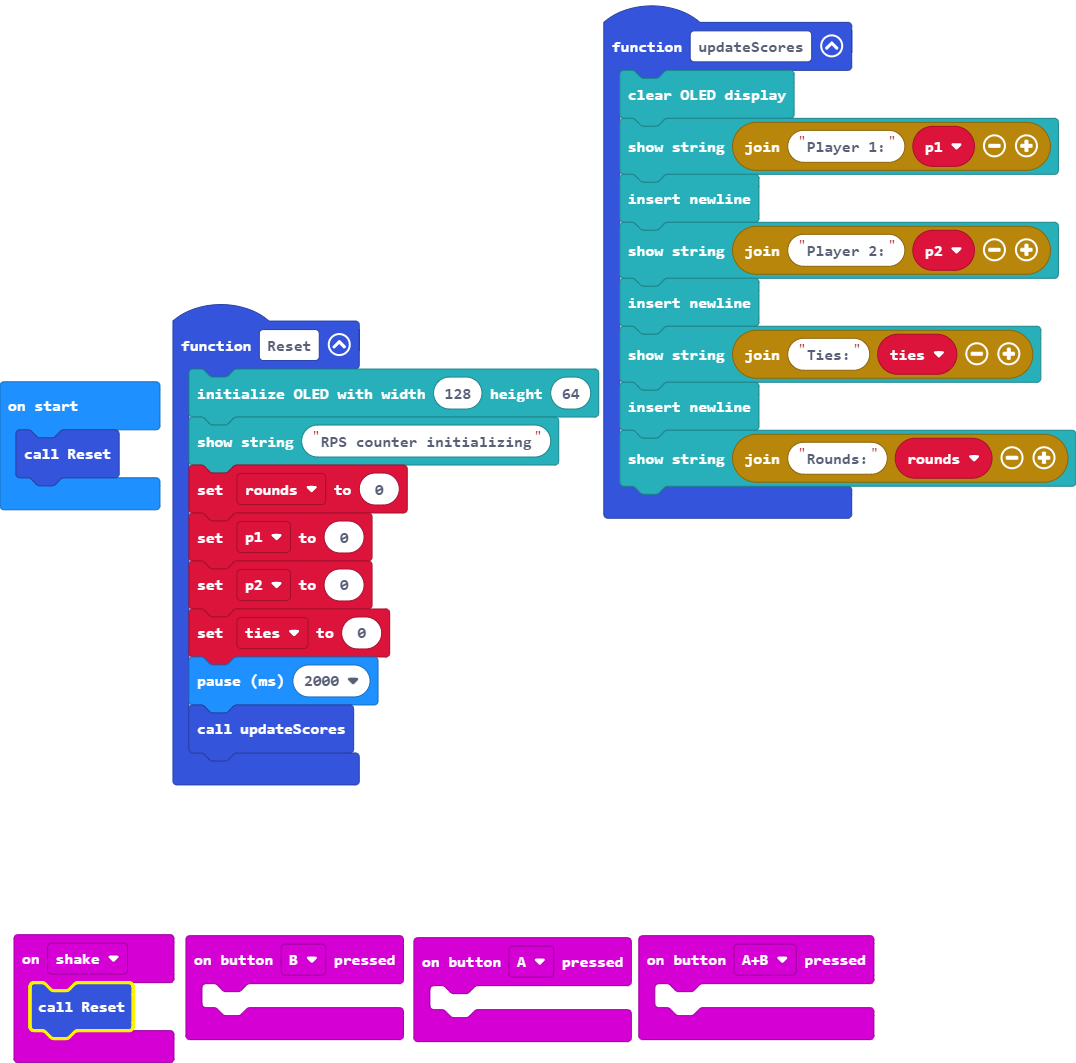 function updateScores
clear OLED display
show string join "Player 1:" p1
insert newline
show string join "Player 2:" p2
insert newline
show string join "Ties:" ties
insert newline
show string join "Rounds:" rounds
function Reset
initialize OLED with width 128 height 64
show string "RPS counter initializing"
set rounds to 0
set p1 to 0
set p2 to 0
set ties to 0
pause (ms) 2000
call updateScores
on start
call Reset
on shake
call Reset
on button B pressed
on button A pressed
on button A+B pressed